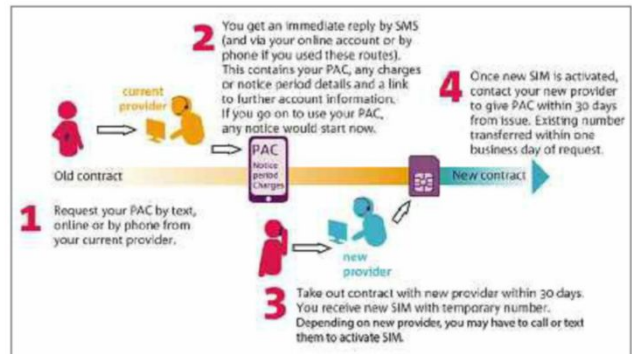 2
You get an immediate reply by SMS
(and via your online account or by
phone if you used these routes).
This contains your PAC, any charges
or notice period details and a link
to further account information.
If you go on to use your PAC,
any notice would start now.
current
provider
4
Once new SIM is activated,
contact your new provider
to give PAC within 30 days
from issue. Existing number
transferred within one
business day of request.
Old contract
PAC
Notice
period
Charges
New contract
1
Request your PAC by text,
online or by phone from
your current provider.
new
provider
3
Take out contract with new provider within 30 days.
You receive new SIM with temporary number.
Depending on new provider, you may have to call or text
them to activate SIM.